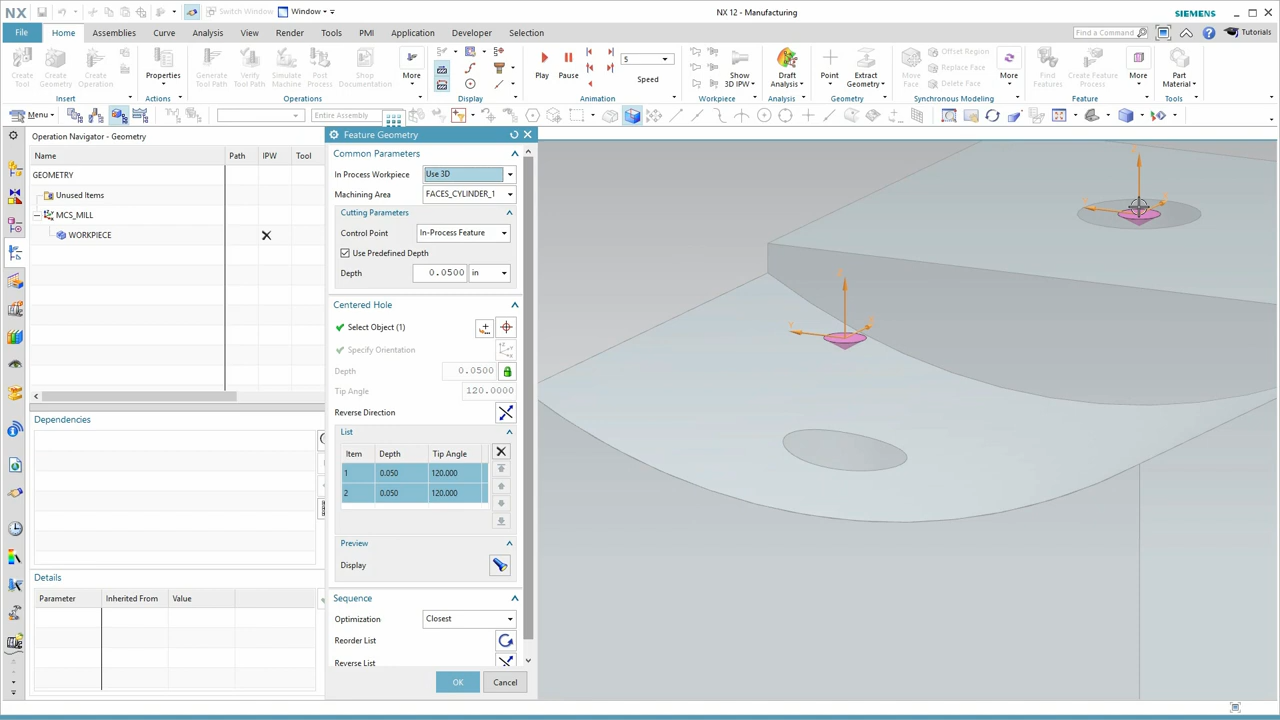 NX
Switch Window
Window
NX 12 - Manufacturing
SIEMENS
File
Home
Assemblies
Curve
Analysis
View
Render
Tools
PMI
Application
Developer
Selection
Find a Command
Tutorials
Create Tool
Create Geometry
Create Operation
Properties
Generate Tool Path
Verify Tool Path
Simulate Machine
Post Process
Shop Documentation
More
Play
Pause
5
Speed
Show 3D IPW
Draft Analysis
Point
Extract Geometry
Move Face
Offset Region
Replace Face
Delete Face
More
Find Features
Create Feature Process
More
Part Material
Insert
Actions
Operations
Display
Animation
Workpiece
Analysis
Geometry
Synchronous Modeling
Feature
Tools
Menu
Entire Assembly
Operation Navigator - Geometry
Name
Path
IPW
Tool
GEOMETRY
Unused Items
MCS_MILL
WORKPIECE
Dependencies
Details
Parameter
Inherited From
Value
Feature Geometry
Common Parameters
In Process Workpiece
Use 3D
Machining Area
FACES_CYLINDER_1
Cutting Parameters
Control Point
In-Process Feature
Use Predefined Depth
Depth
0.0500
in
Centered Hole
Select Object (1)
Specify Orientation
Depth
0.0500
Tip Angle
120.0000
Reverse Direction
List
Item
Depth
Tip Angle
1
0.050
120.000
2
0.050
120.000
Preview
Display
Sequence
Optimization
Closest
Reorder List
Reverse List
OK
Cancel